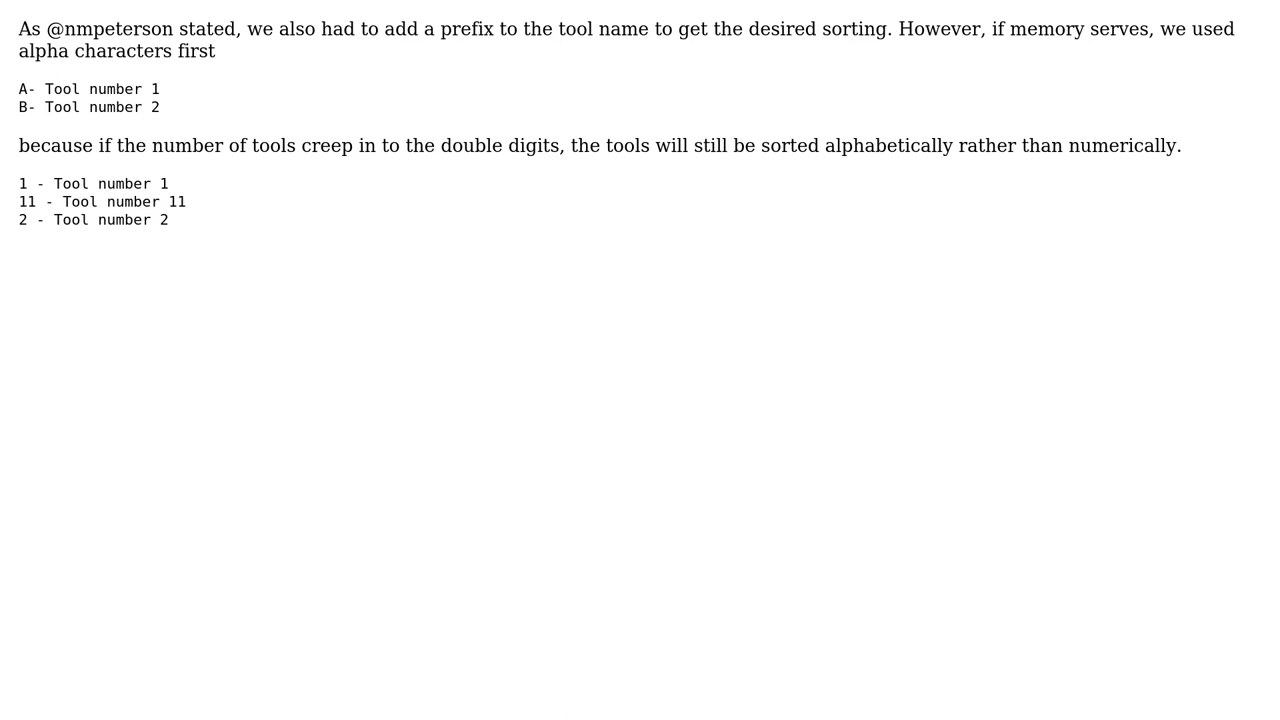 As @nmpeterson stated, we also had to add a prefix to the tool name to get the desired sorting. However, if memory serves, we used
alpha characters first
A- Tool number 1
B- Tool number 2
because if the number of tools creep in to the double digits, the tools will still be sorted alphabetically rather than numerically.
1 - Tool number 1
11 - Tool number 11
2 - Tool number 2